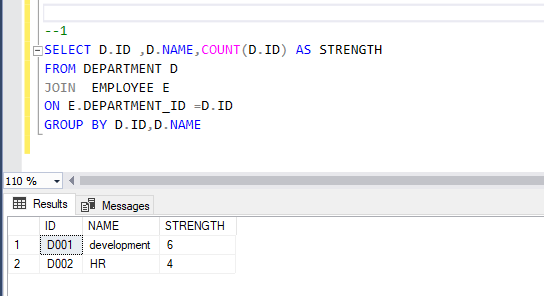 --1
SELECT D.ID ,D.NAME,COUNT(D.ID) AS STRENGTH
FROM DEPARTMENT D
JOIN  EMPLOYEE E
ON E.DEPARTMENT_ID =D.ID
GROUP BY D.ID,D.NAME
110 %
Results Messages
ID NAME STRENGTH
1 D001 development 6
2 D002 HR 4